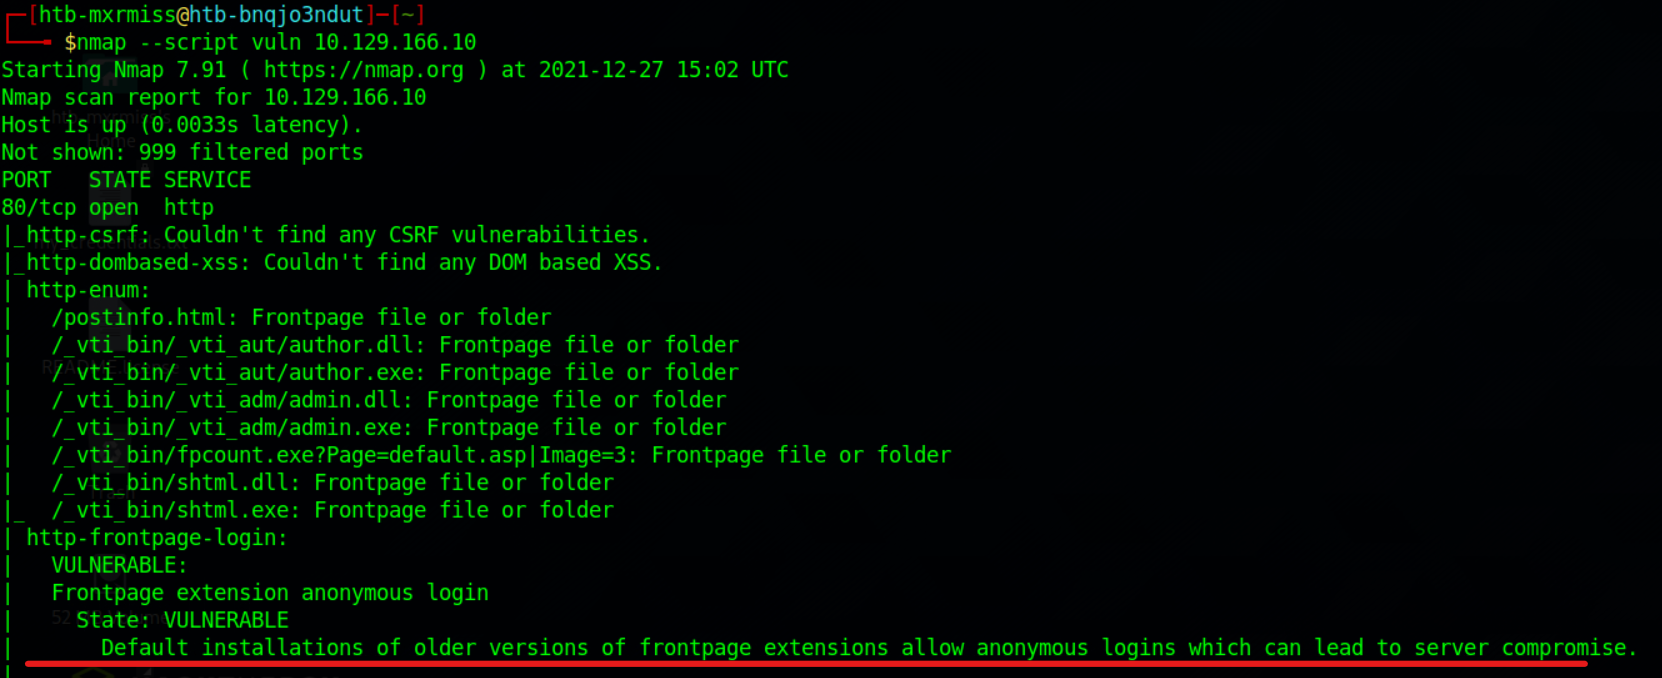 [htb-mxrmiss@htb-bnqjo3ndut]-[~]
$nmap --script vuln 10.129.166.10
Starting Nmap 7.91 ( https://nmap.org ) at 2021-12-27 15:02 UTC
Nmap scan report for 10.129.166.10
Host is up (0.0033s latency).
Not shown: 999 filtered ports
PORT   STATE SERVICE
80/tcp open  http
|_http-csrf: Couldn't find any CSRF vulnerabilities.
|_http-dombased-xss: Couldn't find any DOM based XSS.
| http-enum:
|   /postinfo.html: Frontpage file or folder
|   /_vti_bin/_vti_aut/author.dll: Frontpage file or folder
|   /_vti_bin/_vti_aut/author.exe: Frontpage file or folder
|   /_vti_bin/_vti_adm/admin.dll: Frontpage file or folder
|   /_vti_bin/_vti_adm/admin.exe: Frontpage file or folder
|   /_vti_bin/fpcount.exe?Page=default.asp|Image=3: Frontpage file or folder
|   /_vti_bin/shtml.dll: Frontpage file or folder
|_  /_vti_bin/shtml.exe: Frontpage file or folder
| http-frontpage-login:
|   VULNERABLE:
|   Frontpage extension anonymous login
|     State: VULNERABLE
|       Default installations of older versions of frontpage extensions allow anonymous logins which can lead to server compromise.
|